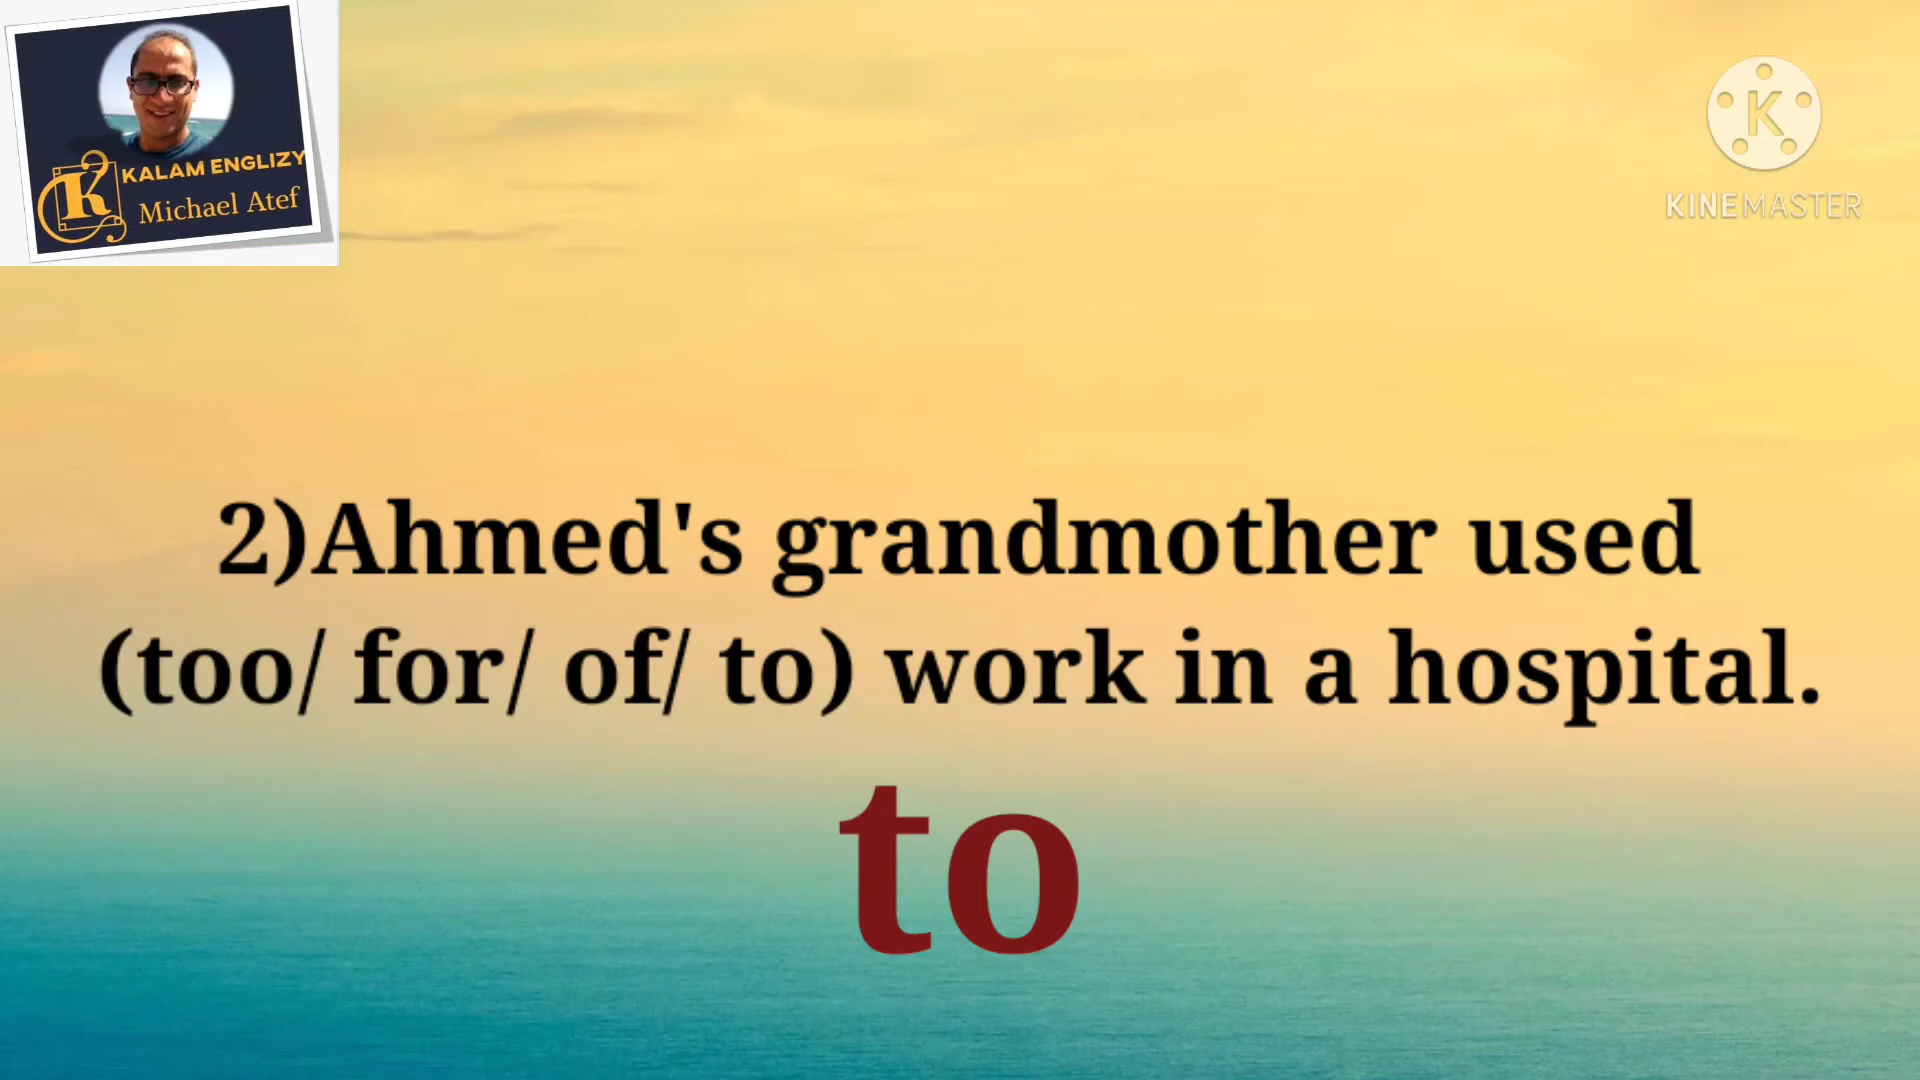 KALAM ENGLIZY
Michael Atef
K
KINEMASTER
2)Ahmed's grandmother used
(too/ for/ of/ to) work in a hospital.
to